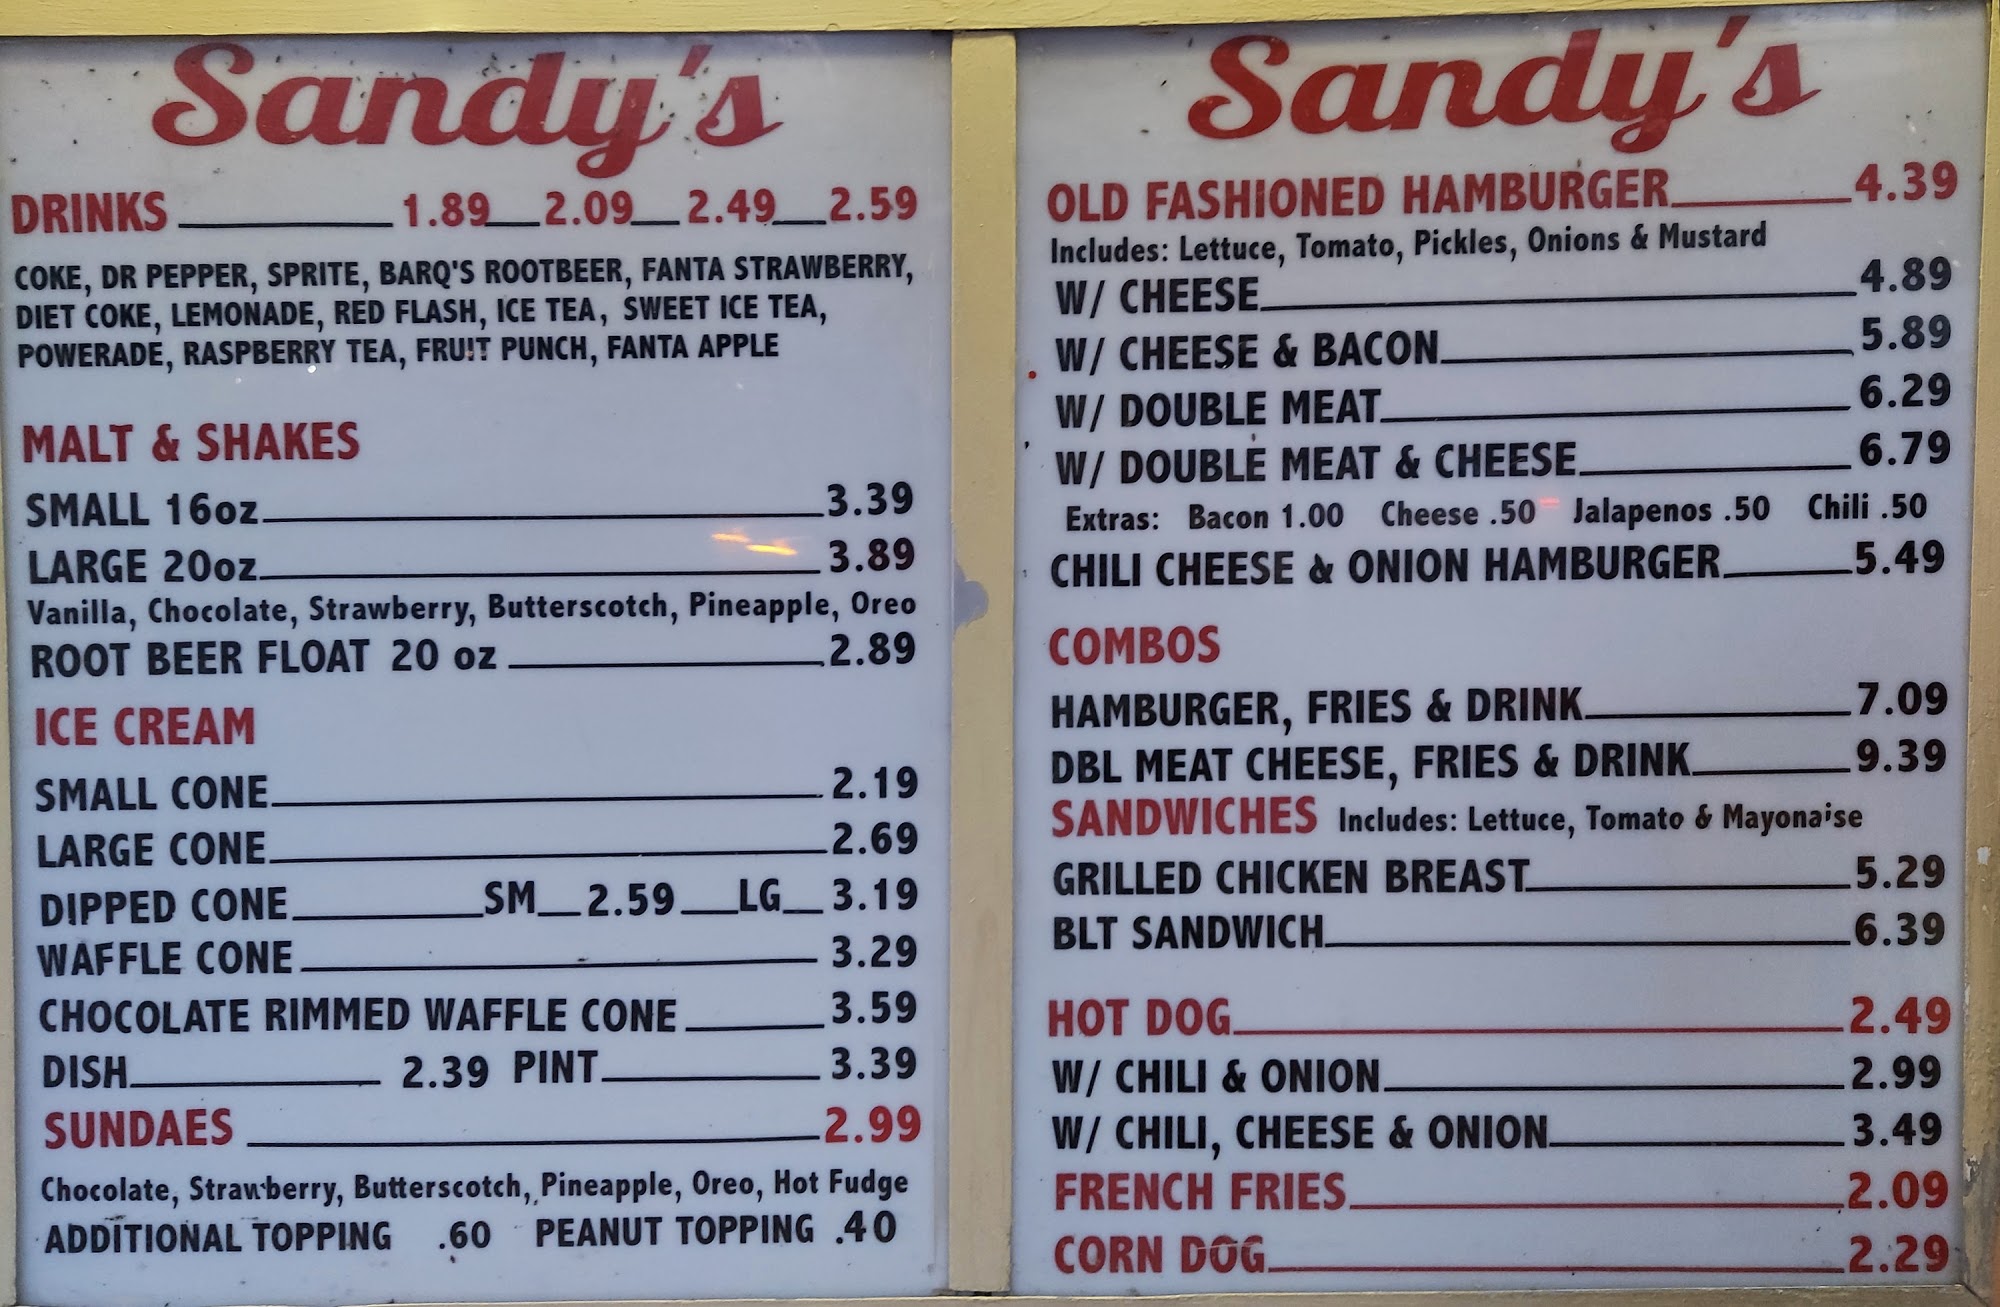 Sandy's
DRINKS 1.89 2.09 2.49 2.59
COKE, DR PEPPER, SPRITE, BARQ'S ROOTBEER, FANTA STRAWBERRY,
DIET COKE, LEMONADE, RED FLASH, ICE TEA, SWEET ICE TEA,
POWERADE, RASPBERRY TEA, FRUIT PUNCH, FANTA APPLE
MALT & SHAKES
SMALL 16oz 3.39
LARGE 20oz 3.89
Vanilla, Chocolate, Strawberry, Butterscotch, Pineapple, Oreo
ROOT BEER FLOAT 20 oz 2.89
ICE CREAM
SMALL CONE 2.19
LARGE CONE 2.69
DIPPED CONE SM 2.59 LG 3.19
WAFFLE CONE 3.29
CHOCOLATE RIMMED WAFFLE CONE 3.59
DISH 2.39 PINT 3.39
SUNDAES 2.99
Chocolate, Strawberry, Butterscotch, Pineapple, Oreo, Hot Fudge
ADDITIONAL TOPPING .60 PEANUT TOPPING .40
Sandy's
OLD FASHIONED HAMBURGER 4.39
Includes: Lettuce, Tomato, Pickles, Onions & Mustard
W/ CHEESE 4.89
W/ CHEESE & BACON 5.89
W/ DOUBLE MEAT 6.29
W/ DOUBLE MEAT & CHEESE 6.79
Extras: Bacon 1.00 Cheese .50 Jalapenos .50 Chili .50
CHILI CHEESE & ONION HAMBURGER 5.49
COMBOS
HAMBURGER, FRIES & DRINK 7.09
DBL MEAT CHEESE, FRIES & DRINK 9.39
SANDWICHES Includes: Lettuce, Tomato & Mayonaise
GRILLED CHICKEN BREAST 5.29
BLT SANDWICH 6.39
HOT DOG 2.49
W/ CHILI & ONION 2.99
W/ CHILI, CHEESE & ONION 3.49
FRENCH FRIES 2.09
CORN DOG 2.29